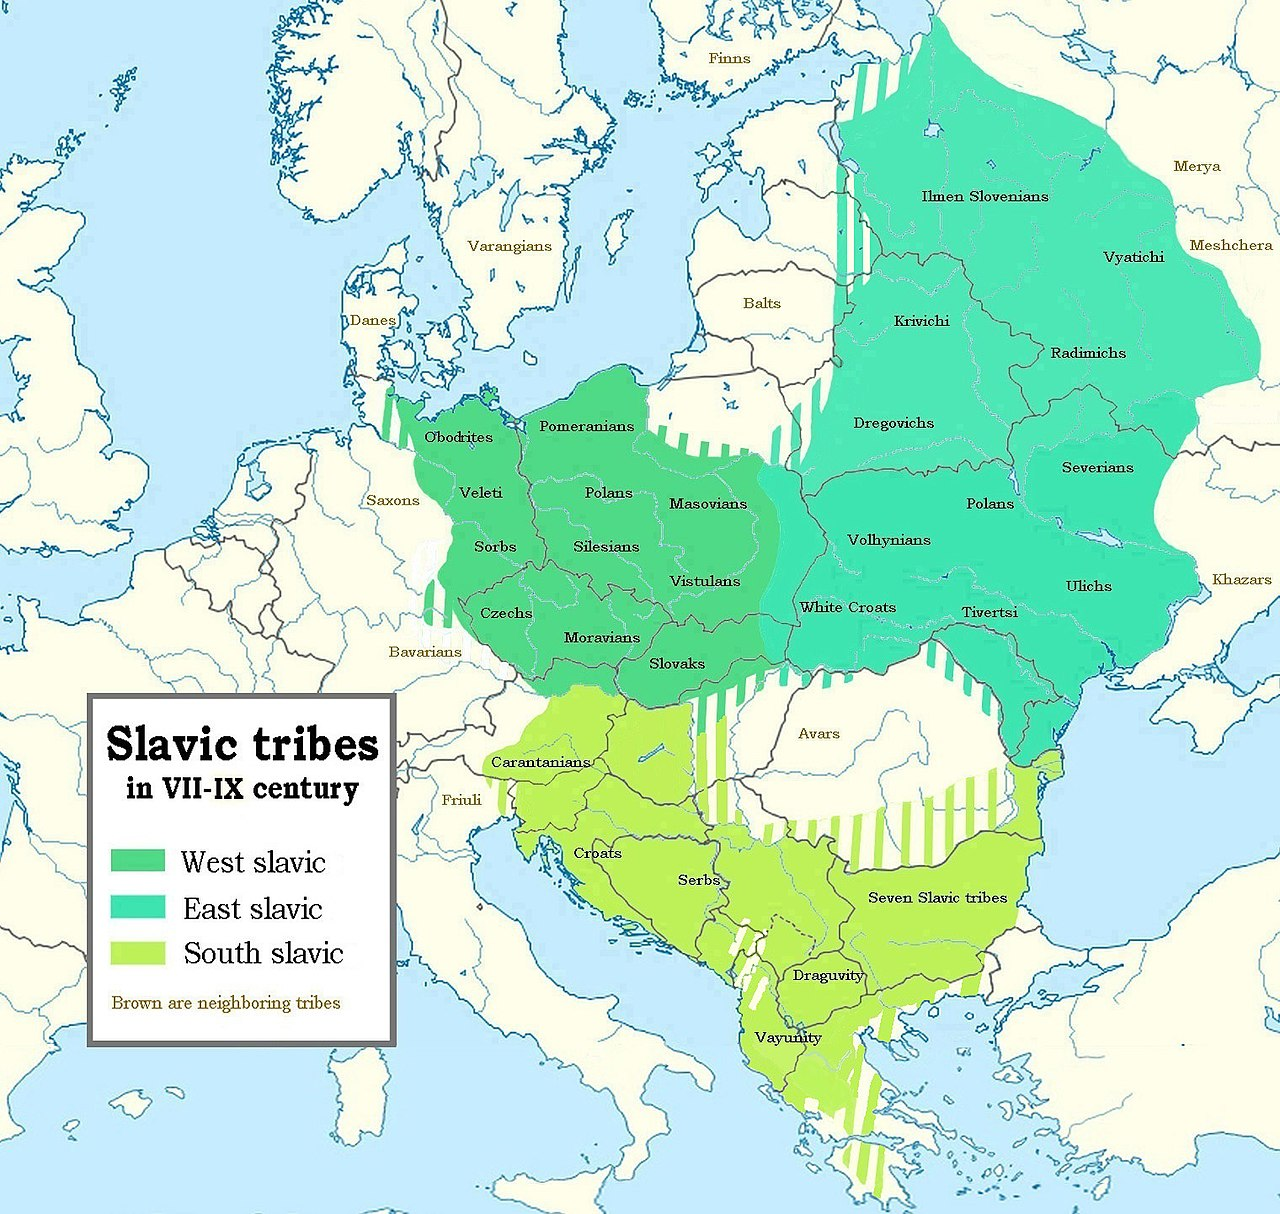 Finns
Merya
Ilmen Slovenians
Varangians
Meshchera
Vyatichi
Balts
Danes
Krivichi
Radimichs
Obodrites
Pomeranians
Dregovichs
Severians
Saxons
Veleti
Polans
Masovians
Polans
Sorbs
Silesians
Volhynians
Vistulans
Khazars
Ulichs
Czechs
White Croats
Tivertsi
Moravians
Bavarians
Slovaks
Avars
Carantanians
Friuli
Croats
Serbs
Seven Slavic tribes
Draguvity
Vayunity
Slavic tribes
in VII-IX century
West slavic
East slavic
South slavic
Brown are neighboring tribes